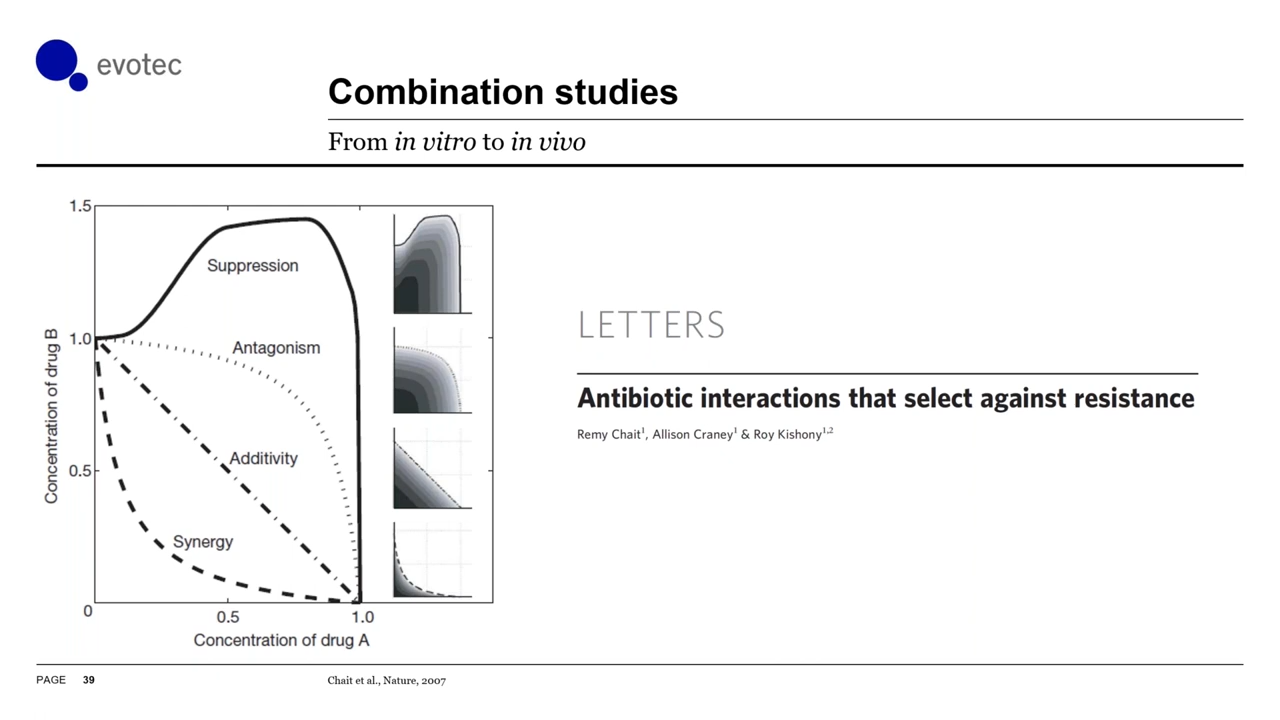 evotec
Combination studies
From in vitro to in vivo
1.5
1.0
0.5
0
0.5
1.0
Concentration of drug B
Concentration of drug A
Suppression
Antagonism
Additivity
Synergy
LETTERS
Antibiotic interactions that select against resistance
Remy Chait1, Allison Craney1 & Roy Kishony1,2
PAGE 39
Chait et al., Nature, 2007